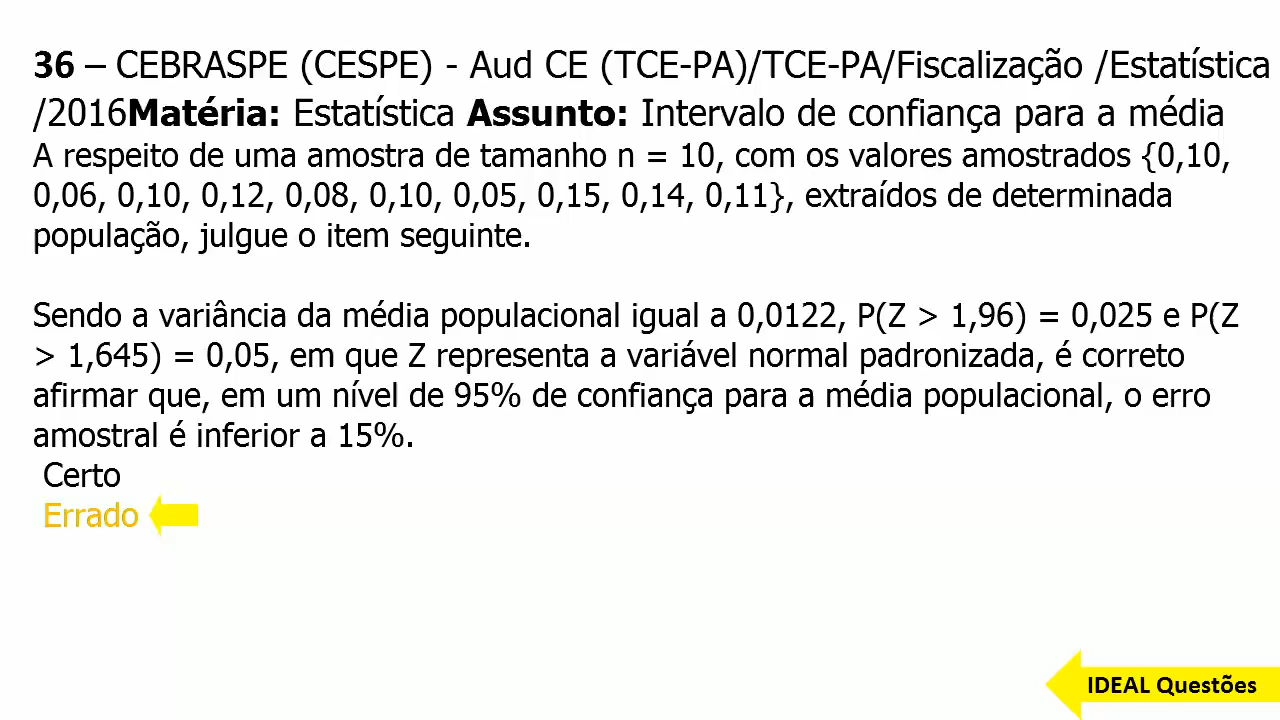 36 – CEBRASPE (CESPE) - Aud CE (TCE-PA)/TCE-PA/Fiscalização /Estatística
/2016Matéria: Estatística Assunto: Intervalo de confiança para a média
A respeito de uma amostra de tamanho n = 10, com os valores amostrados {0,10,
0,06, 0,10, 0,12, 0,08, 0,10, 0,05, 0,15, 0,14, 0,11}, extraídos de determinada
população, julgue o item seguinte.
Sendo a variância da média populacional igual a 0,0122, P(Z > 1,96) = 0,025 e P(Z
> 1,645) = 0,05, em que Z representa a variável normal padronizada, é correto
afirmar que, em um nível de 95% de confiança para a média populacional, o erro
amostral é inferior a 15%.
Certo
Errado
IDEAL Questões